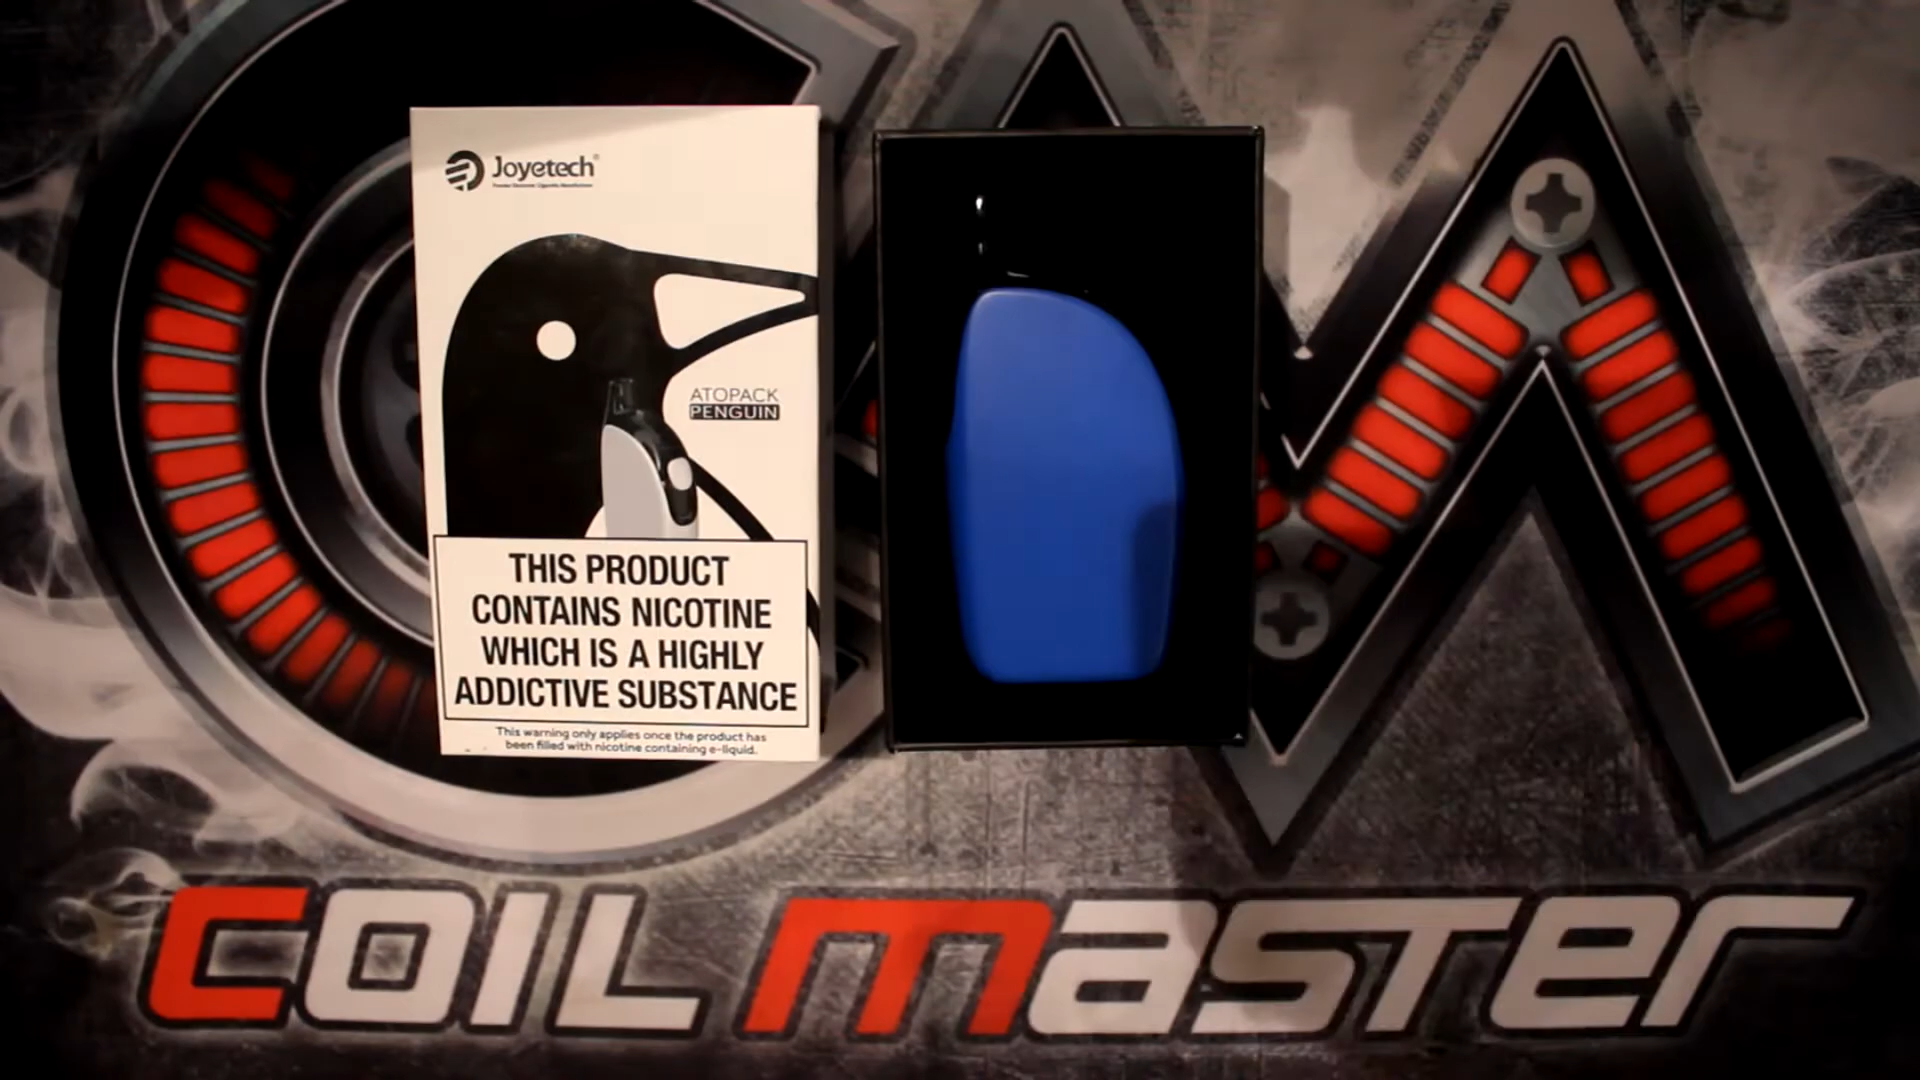 Joyetech®
ATOPACK
PENGUIN
THIS PRODUCT
CONTAINS NICOTINE
WHICH IS A HIGHLY
ADDICTIVE SUBSTANCE
This warning only applies once the product has
been filled with nicotine containing e-liquid.
COIL MASTER